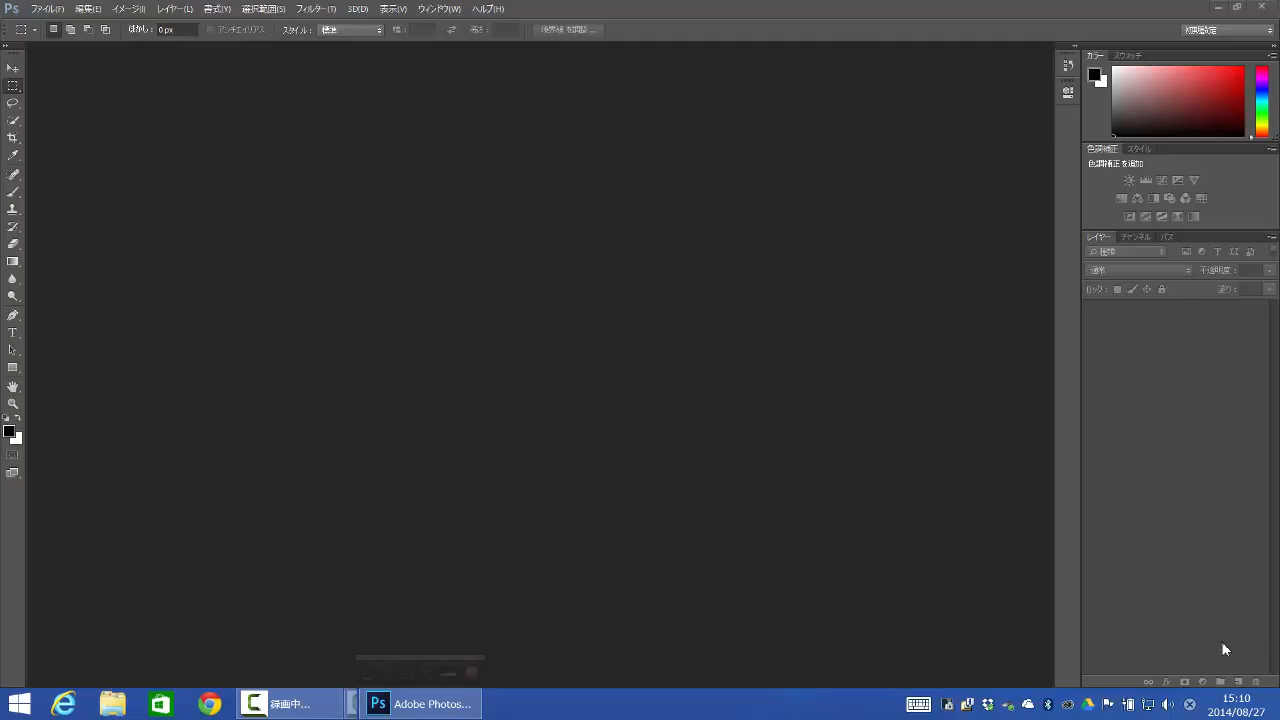 Ps ファイル(F) 編集(E) イメージ(I) レイヤー(L) 書式(Y) 選択範囲(S) フィルター(T) 3D(D) 表示(V) ウィンドウ(W) ヘルプ(H)
ぼかし: 0 px アンチエイリアス スタイル: 標準 幅: 高さ: 境界線を調整... 初期設定
カラー スウォッチ
色調補正 スタイル
色調補正を追加
レイヤー チャンネル パス
種類
通常 不透明度:
ロック: 塗り:
録画中... Ps Adobe Photos...
15:10
2014/08/27